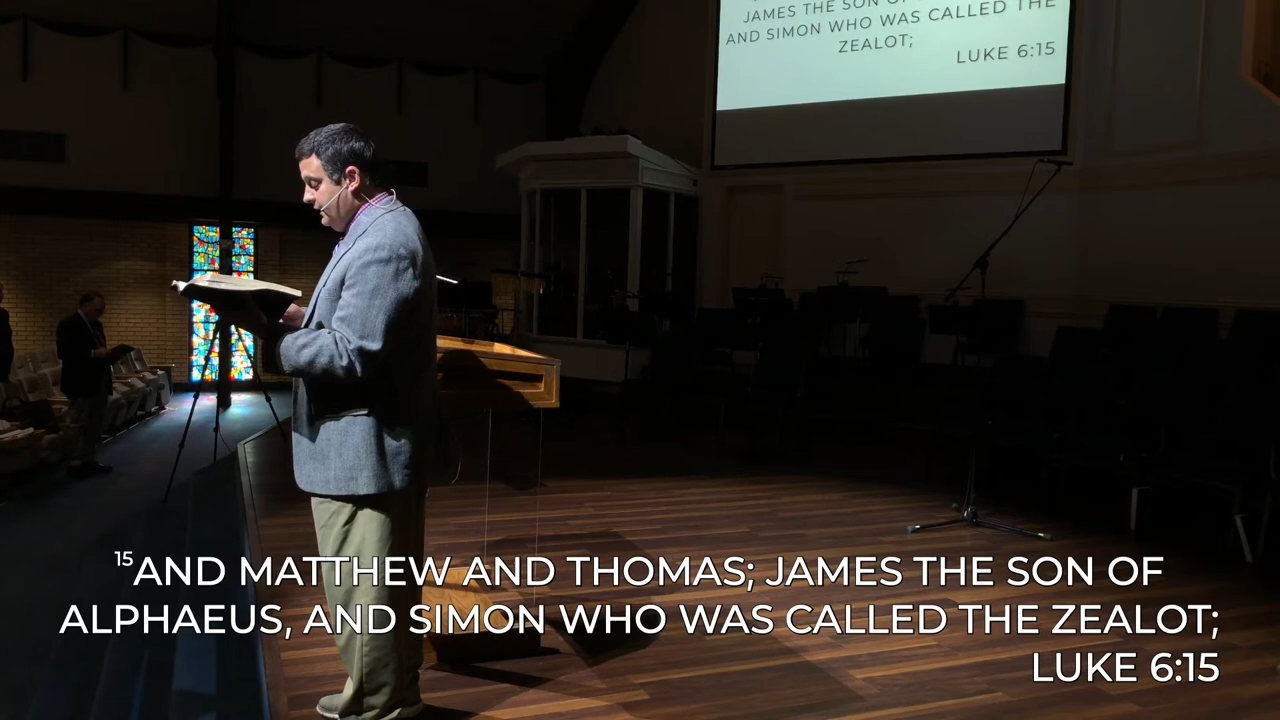 JAMES THE SON OF
AND SIMON WHO WAS CALLED THE
ZEALOT;
LUKE 6:15
15AND MATTHEW AND THOMAS; JAMES THE SON OF
ALPHAEUS, AND SIMON WHO WAS CALLED THE ZEALOT;
LUKE 6:15